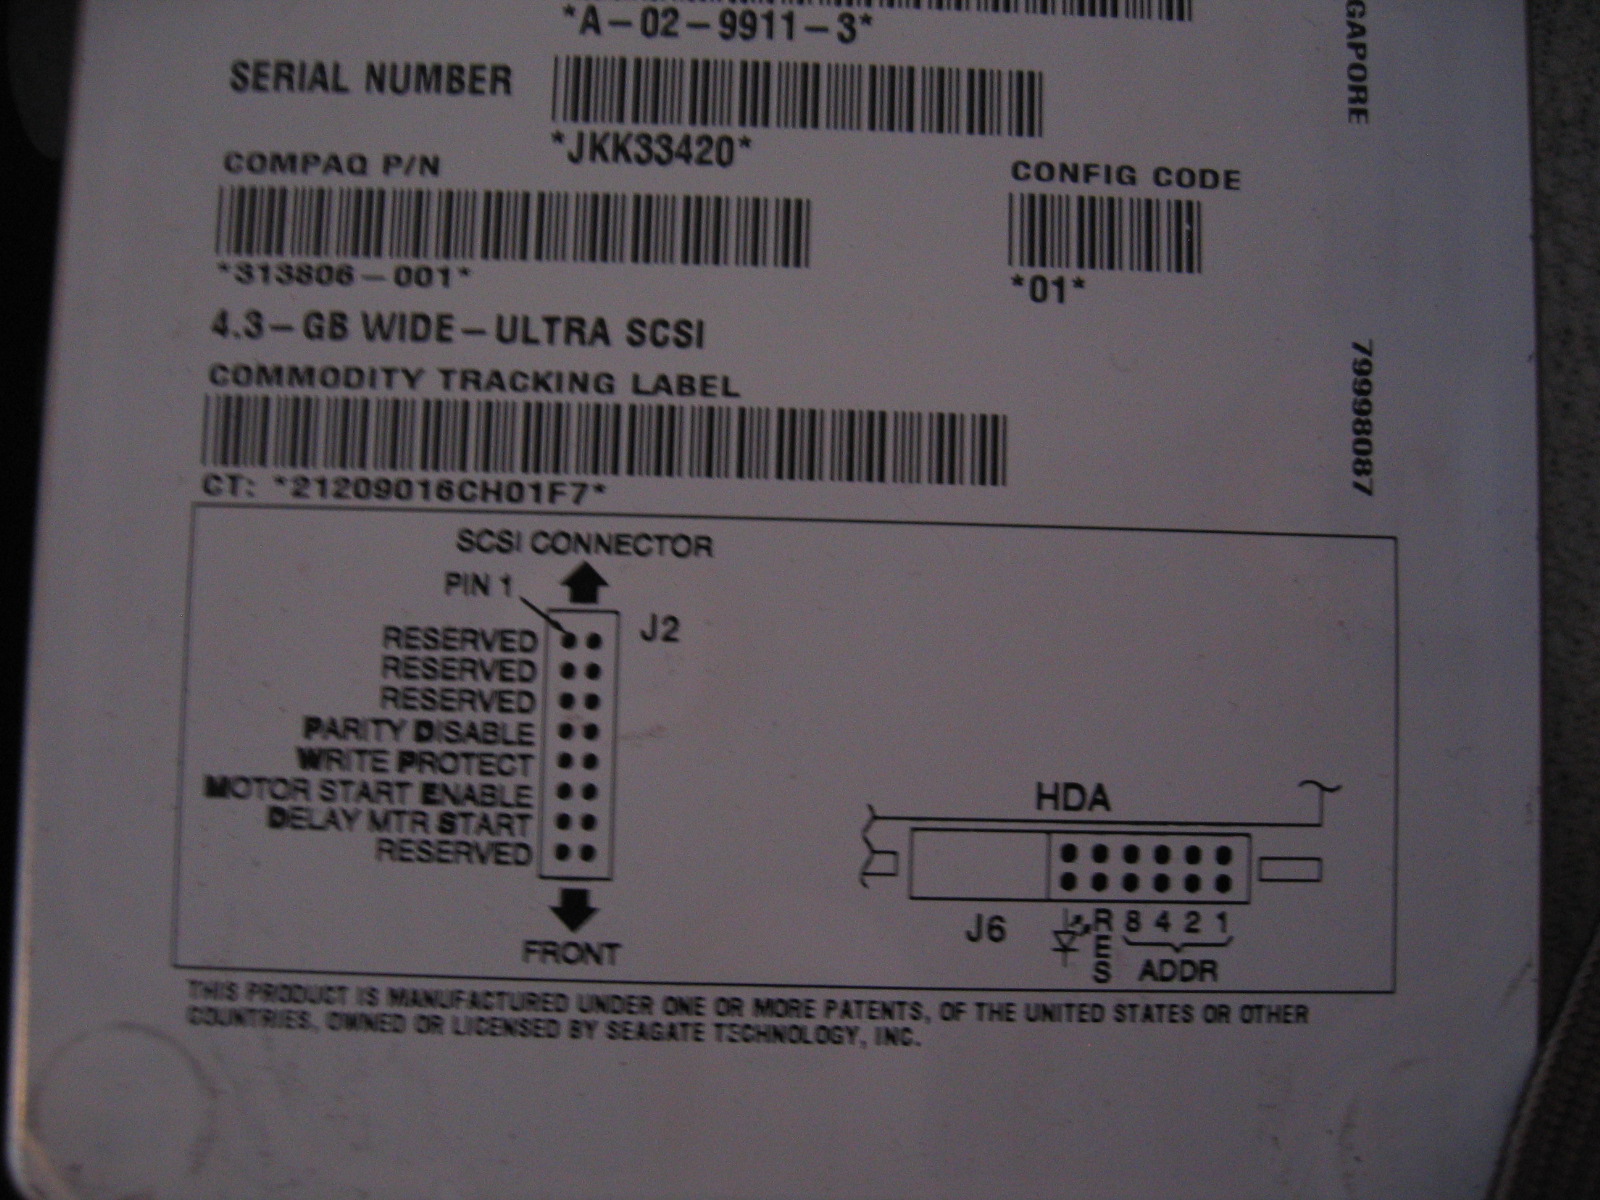 *A-02-9911-3*
SERIAL NUMBER
*JKK33420*
COMPAQ P/N
*313806-001*
CONFIG CODE
*01*
4.3-GB WIDE-ULTRA SCSI
COMMODITY TRACKING LABEL
CT: *21209016CH01F7*
GAPORE
79998087
SCSI CONNECTOR
PIN 1
J2
RESERVED
RESERVED
RESERVED
PARITY DISABLE
WRITE PROTECT
MOTOR START ENABLE
DELAY MTR START
RESERVED
FRONT
HDA
J6
RES
8 4 2 1
ADDR
THIS PRODUCT IS MANUFACTURED UNDER ONE OR MORE PATENTS, OF THE UNITED STATES OR OTHER
COUNTRIES, OWNED OR LICENSED BY SEAGATE TECHNOLOGY, INC.